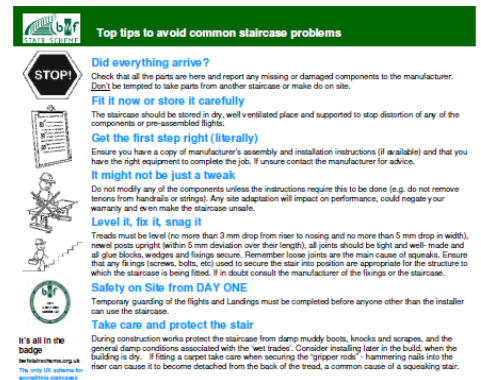 bwf
STAIR SCHEME
Top tips to avoid common staircase problems
STOP!
Did everything arrive?
Check that all the parts are here and report any missing or damaged components to the manufacturer.
Don't be tempted to take parts from another staircase or make do on site.
Fit it now or store it carefully
The staircase should be stored in dry, well ventilated place and supported to stop distortion of any of the
components or pre-assembled flights.
Get the first step right (literally)
Ensure you have a copy of manufacturer's assembly and installation instructions (if available) and that you
have the right equipment to complete the job. If unsure contact the manufacturer for advice.
It might not be just a tweak
Do not modify any of the components unless the instructions require this to be done (e.g. do not remove
tenons from handrails or strings). Any site adaptation will impact on performance, could negate your
warranty and even make the staircase unsafe.
Level it, fix it, snag it
Treads must be level (no more than 3 mm drop from riser to nosing and no more than 5 mm drop in width),
newel posts upright (within 5 mm deviation over their length), all joints should be tight and well- made and
all glue blocks, wedges and fixings secure. Remember loose joints are the main cause of squeaks. Ensure
that any fixings (screws, bolts, etc) used to secure the stair into position are appropriate for the structure to
which the staircase is being fitted. If in doubt consult the manufacturer of the fixings or the staircase.
Safety on Site from DAY ONE
Temporary guarding of the flights and Landings must be completed before anyone other than the installer
can use the staircase.
Take care and protect the stair
During construction works protect the staircase from damp muddy boots, knocks and scrapes, and the
general damp conditions associated with the 'wet trades'. Consider installing later in the build, when the
building is dry. If fitting a carpet take care when securing the "gripper rods" - hammering nails into the
riser can cause it to become detached from the back of the tread, a common cause of a squeaking stair.
bwf
It's all in the
badge
bwfstairscheme.org.uk
The only UK scheme for
accrediting staircases